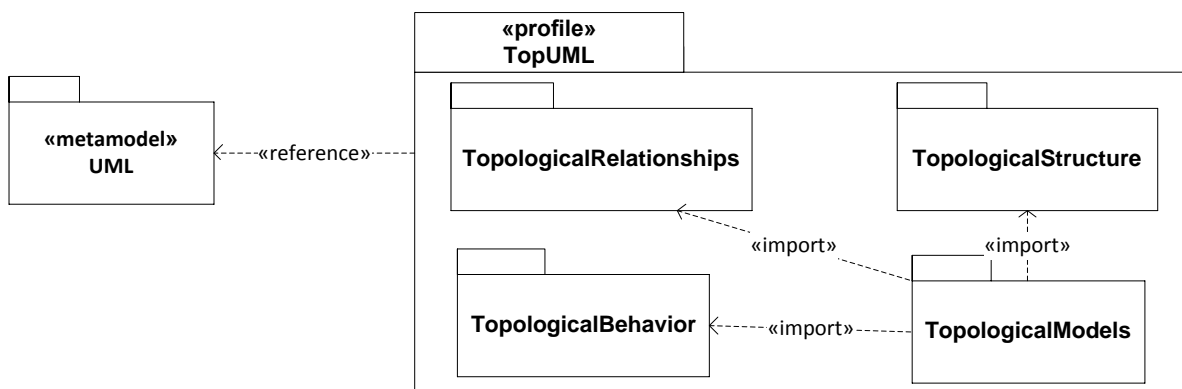 «profile»
TopUML
«metamodel»
UML
«reference»
TopologicalRelationships
TopologicalStructure
«import»
«import»
TopologicalBehavior
«import»
TopologicalModels